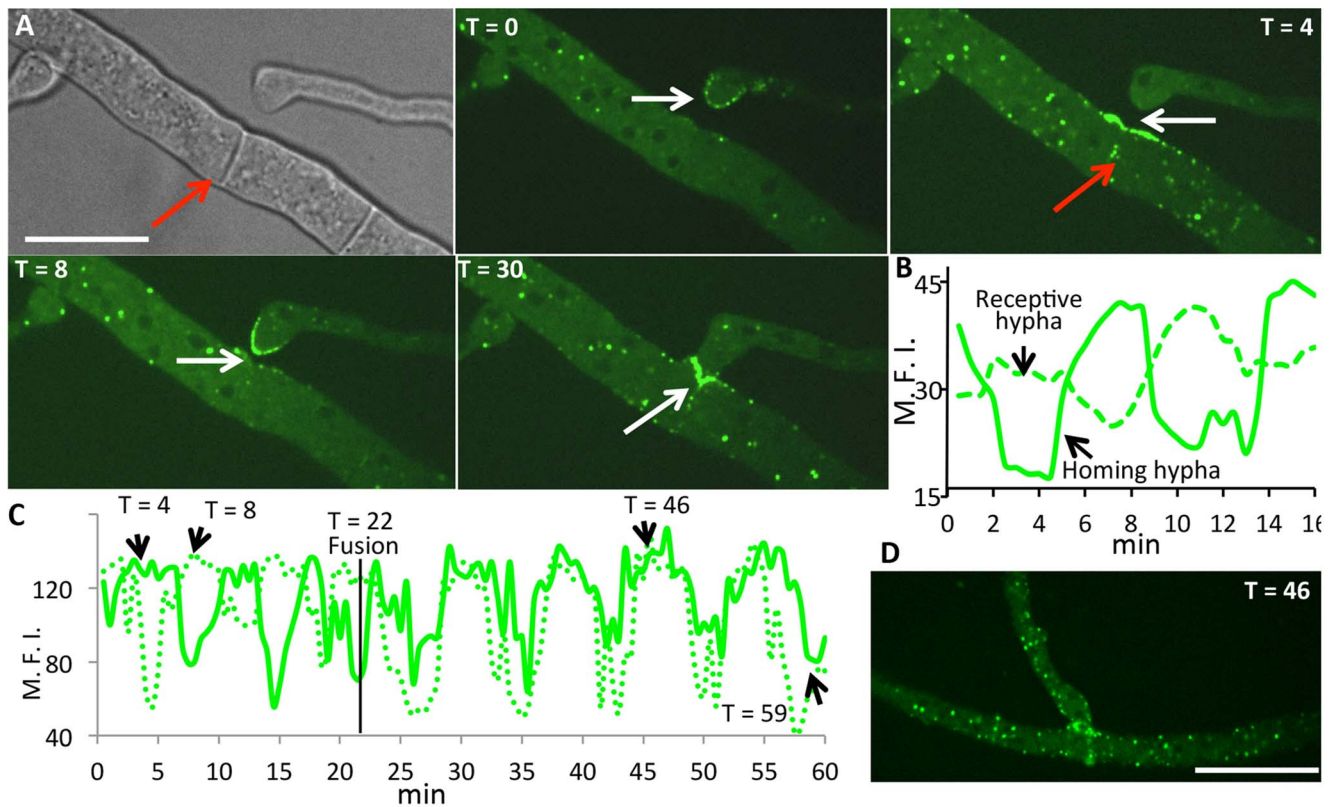 A
T = 0
T = 4
T = 8
T = 30
B
45
30
15
M. F. I.
Receptive
hypha
Homing hypha
0 2 4 6 8 10 12 14 16
min
C
T = 4
T = 8
T = 22
Fusion
T = 46
T = 59
120
80
40
M. F. I.
0 5 10 15 20 25 30 35 40 45 50 55 60
min
D
T = 46